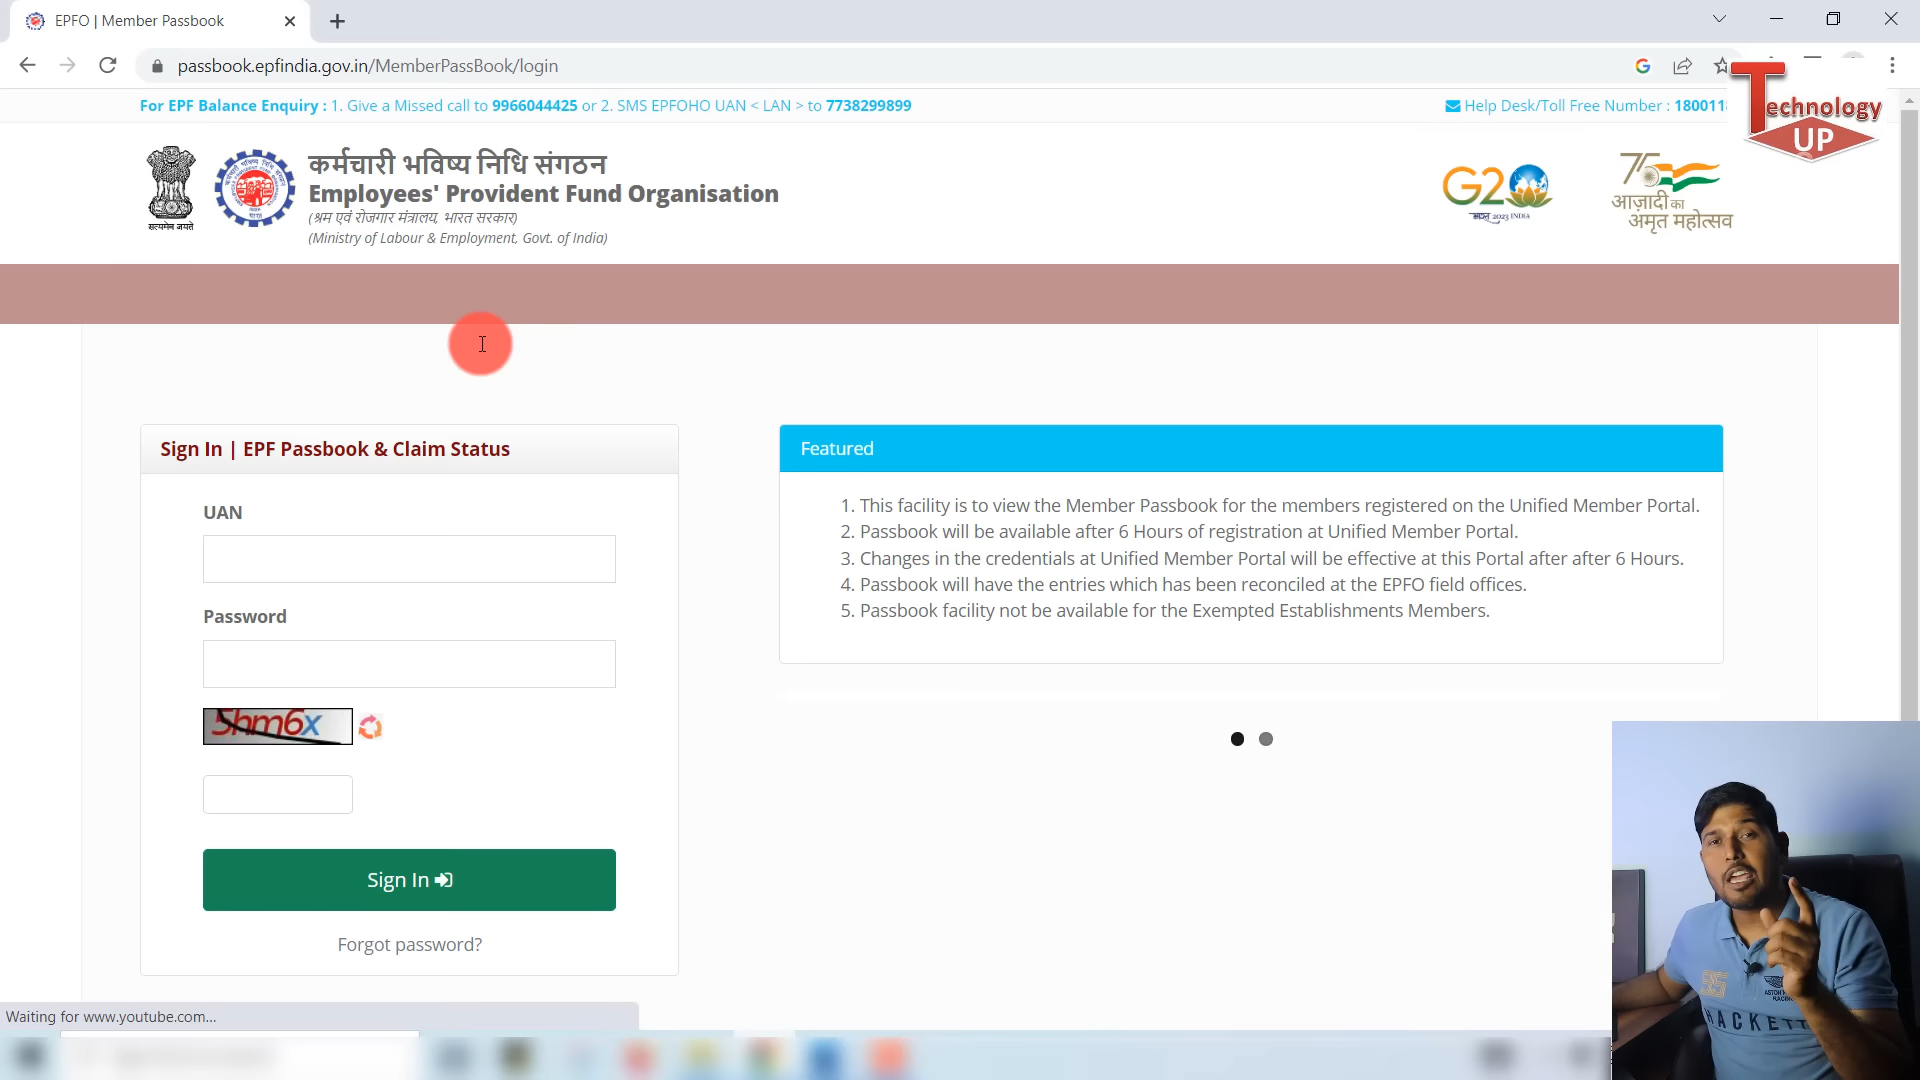 EPFO | Member Passbook
passbook.epfindia.gov.in/MemberPassBook/login
For EPF Balance Enquiry : 1. Give a Missed call to 9966044425 or 2. SMS EPFOHO UAN < LAN > to 7738299899
Help Desk/Toll Free Number : 180011
Technology
UP
कर्मचारी भविष्य निधि संगठन
Employees' Provident Fund Organisation
(श्रम एवं रोजगार मंत्रालय, भारत सरकार)
(Ministry of Labour & Employment, Govt. of India)
सत्यमेव जयते
G20
भारत 2023 INDIA
75
आज़ादी का
अमृत महोत्सव
Sign In | EPF Passbook & Claim Status
UAN
Password
5hm6x
Sign In
Forgot password?
Featured
1. This facility is to view the Member Passbook for the members registered on the Unified Member Portal.
2. Passbook will be available after 6 Hours of registration at Unified Member Portal.
3. Changes in the credentials at Unified Member Portal will be effective at this Portal after after 6 Hours.
4. Passbook will have the entries which has been reconciled at the EPFO field offices.
5. Passbook facility not be available for the Exempted Establishments Members.
Waiting for www.youtube.com...